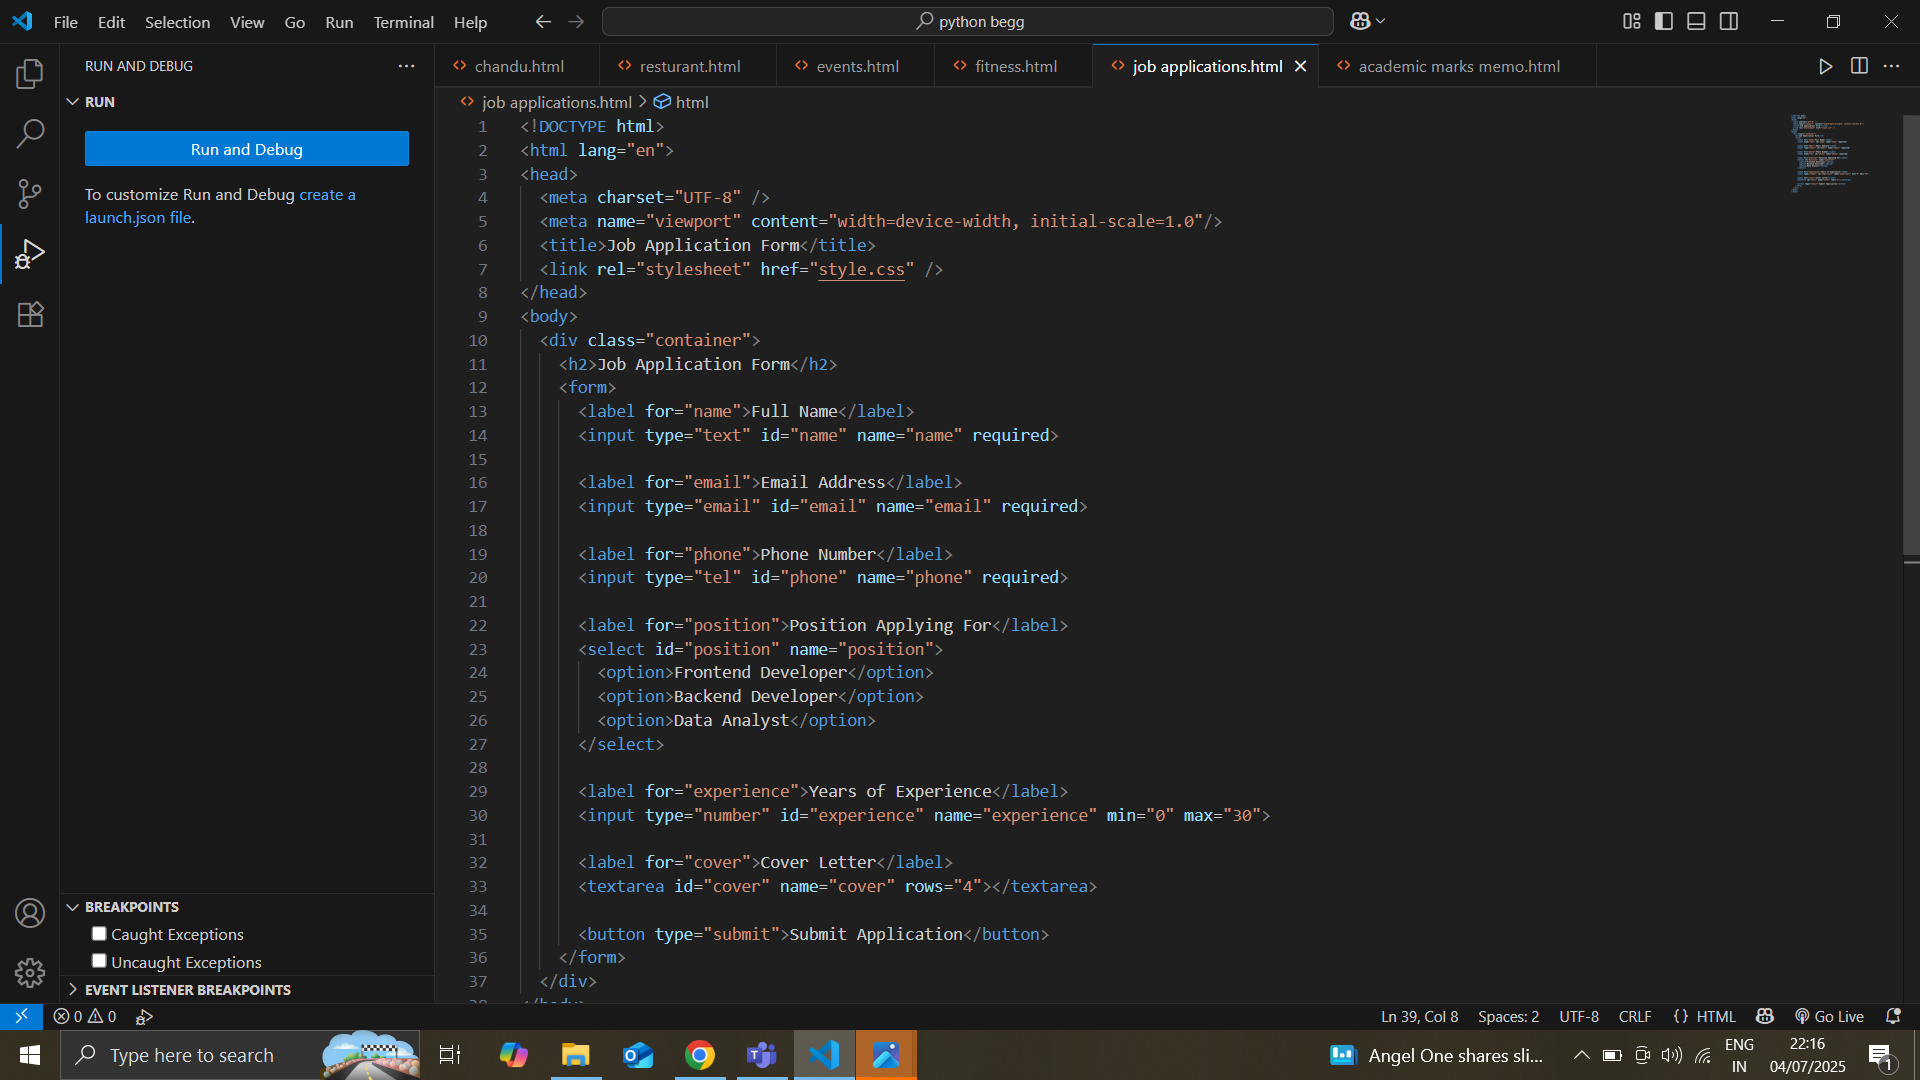 File Edit Selection View Go Run Terminal Help
python begg
RUN AND DEBUG
RUN
Run and Debug
To customize Run and Debug create a
launch.json file.
BREAKPOINTS
Caught Exceptions
Uncaught Exceptions
EVENT LISTENER BREAKPOINTS
chandu.html resturant.html events.html fitness.html job applications.html academic marks memo.html
job applications.html > html
1 <!DOCTYPE html>
2 <html lang="en">
3 <head>
4 <meta charset="UTF-8" />
5 <meta name="viewport" content="width=device-width, initial-scale=1.0"/>
6 <title>Job Application Form</title>
7 <link rel="stylesheet" href="style.css" />
8 </head>
9 <body>
10 <div class="container">
11 <h2>Job Application Form</h2>
12 <form>
13 <label for="name">Full Name</label>
14 <input type="text" id="name" name="name" required>
15
16 <label for="email">Email Address</label>
17 <input type="email" id="email" name="email" required>
18
19 <label for="phone">Phone Number</label>
20 <input type="tel" id="phone" name="phone" required>
21
22 <label for="position">Position Applying For</label>
23 <select id="position" name="position">
24 <option>Frontend Developer</option>
25 <option>Backend Developer</option>
26 <option>Data Analyst</option>
27 </select>
28
29 <label for="experience">Years of Experience</label>
30 <input type="number" id="experience" name="experience" min="0" max="30">
31
32 <label for="cover">Cover Letter</label>
33 <textarea id="cover" name="cover" rows="4"></textarea>
34
35 <button type="submit">Submit Application</button>
36 </form>
37 </div>
38 </body>
0 0
Ln 39, Col 8 Spaces: 2 UTF-8 CRLF {} HTML Go Live
Type here to search
Angel One shares sli...
ENG
IN
22:16
04/07/2025
1